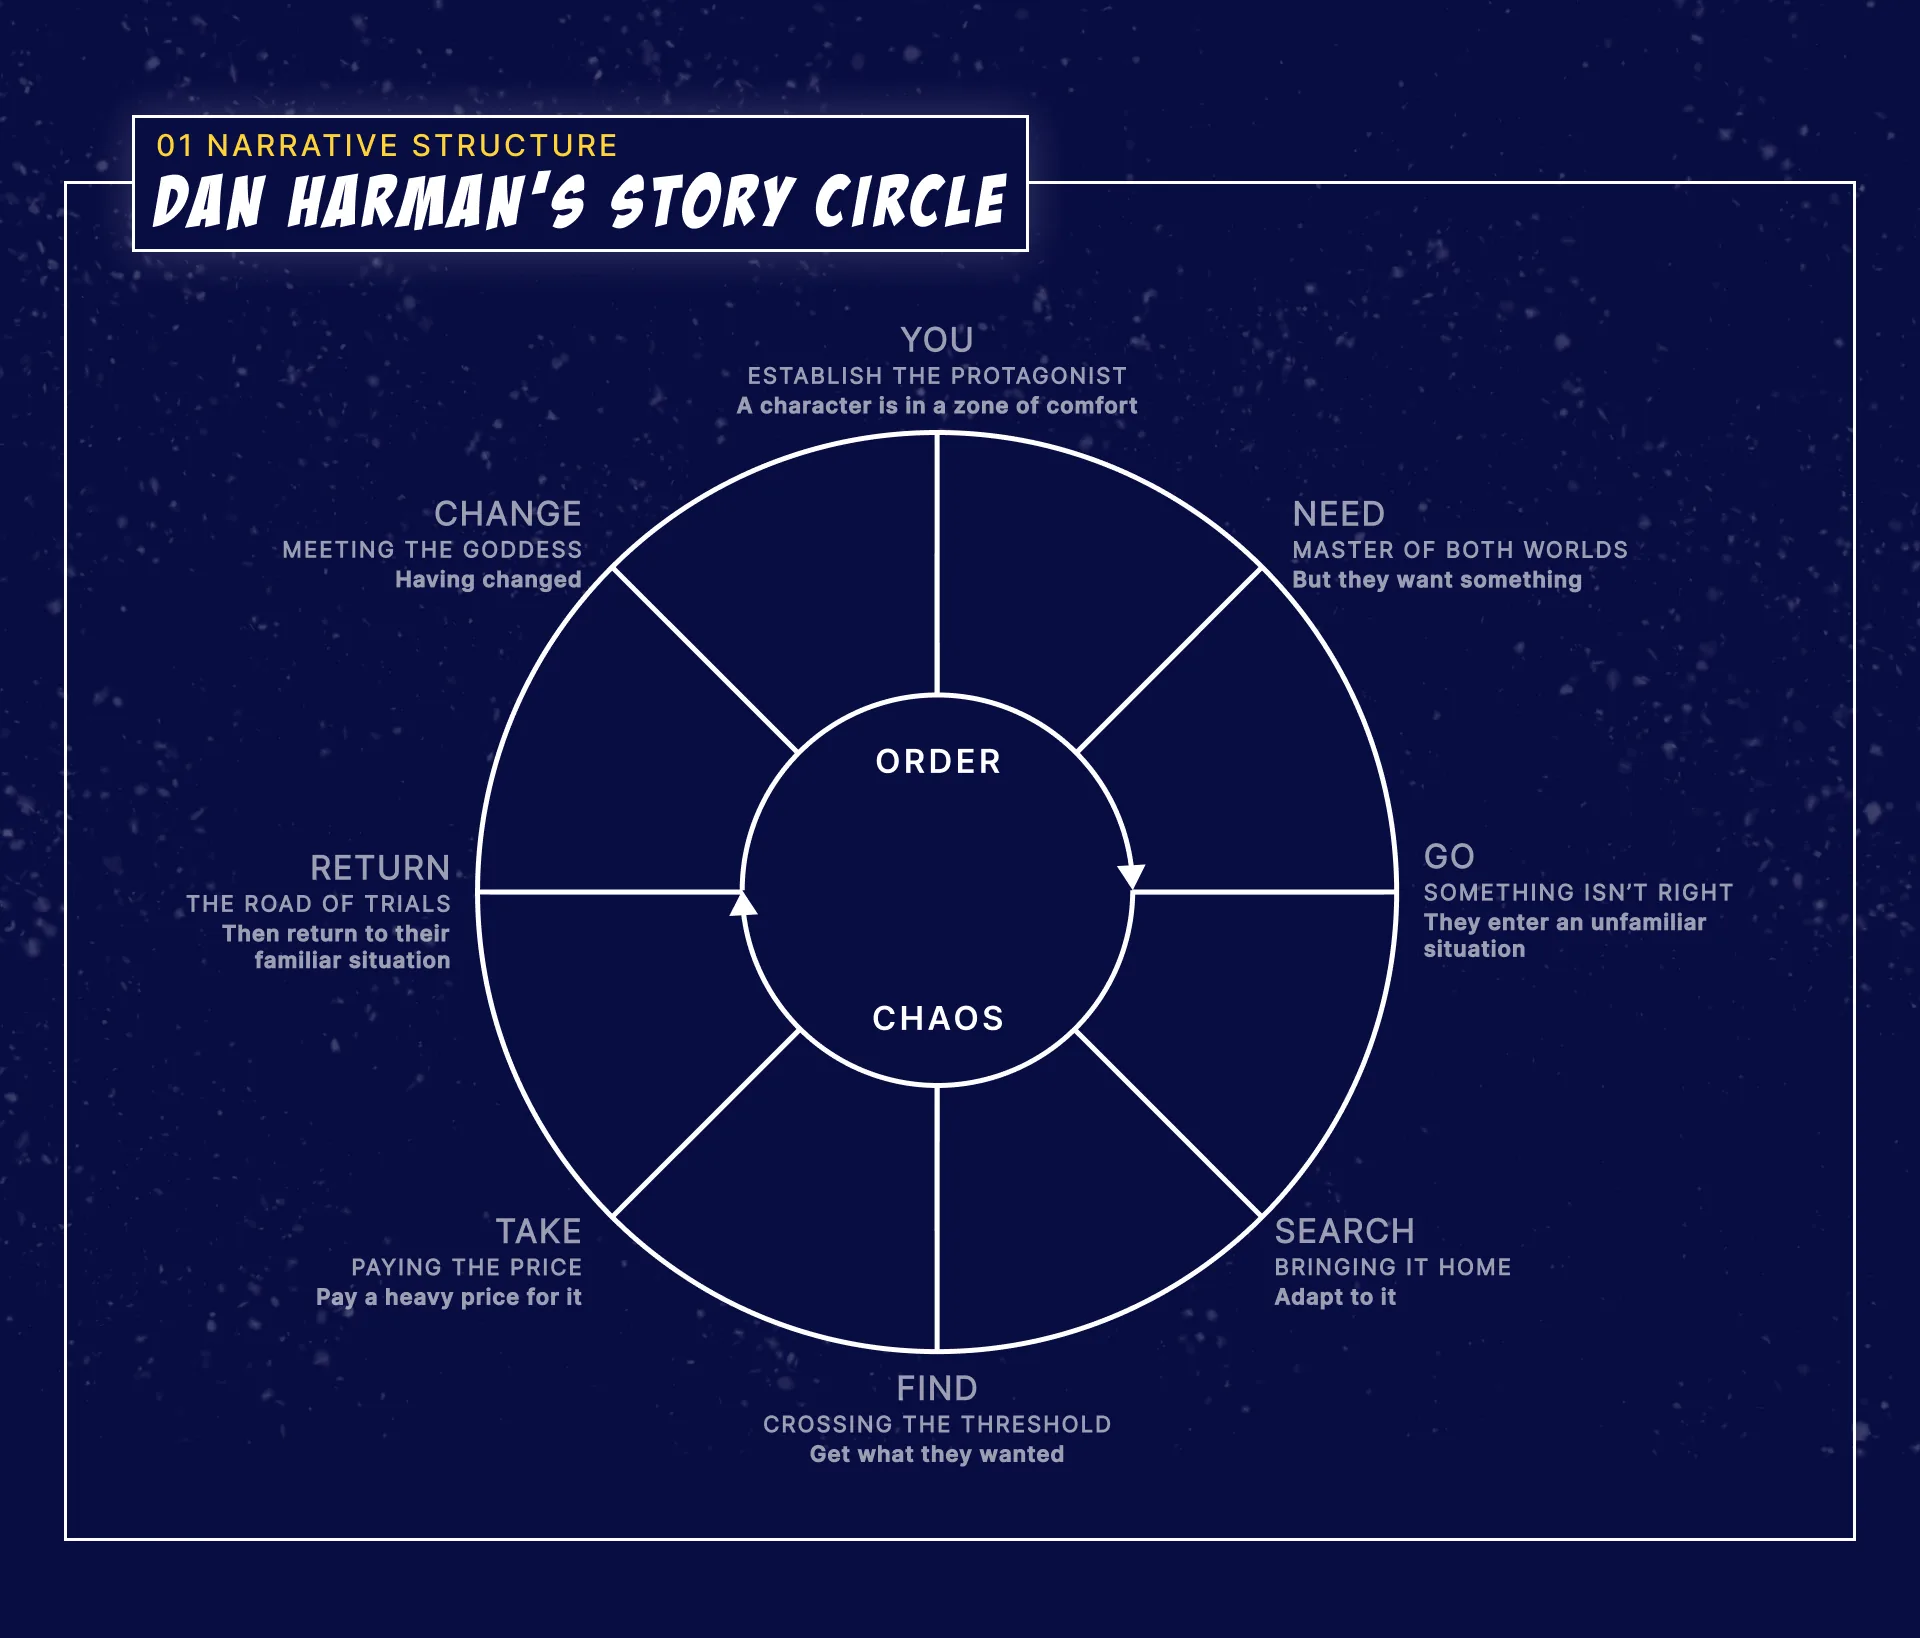 01 NARRATIVE STRUCTURE
DAN HARMAN'S STORY CIRCLE
YOU
ESTABLISH THE PROTAGONIST
A character is in a zone of comfort
NEED
MASTER OF BOTH WORLDS
But they want something
GO
SOMETHING ISN’T RIGHT
They enter an unfamiliar
situation
SEARCH
BRINGING IT HOME
Adapt to it
FIND
CROSSING THE THRESHOLD
Get what they wanted
TAKE
PAYING THE PRICE
Pay a heavy price for it
RETURN
THE ROAD OF TRIALS
Then return to their
familiar situation
CHANGE
MEETING THE GODDESS
Having changed
ORDER
CHAOS